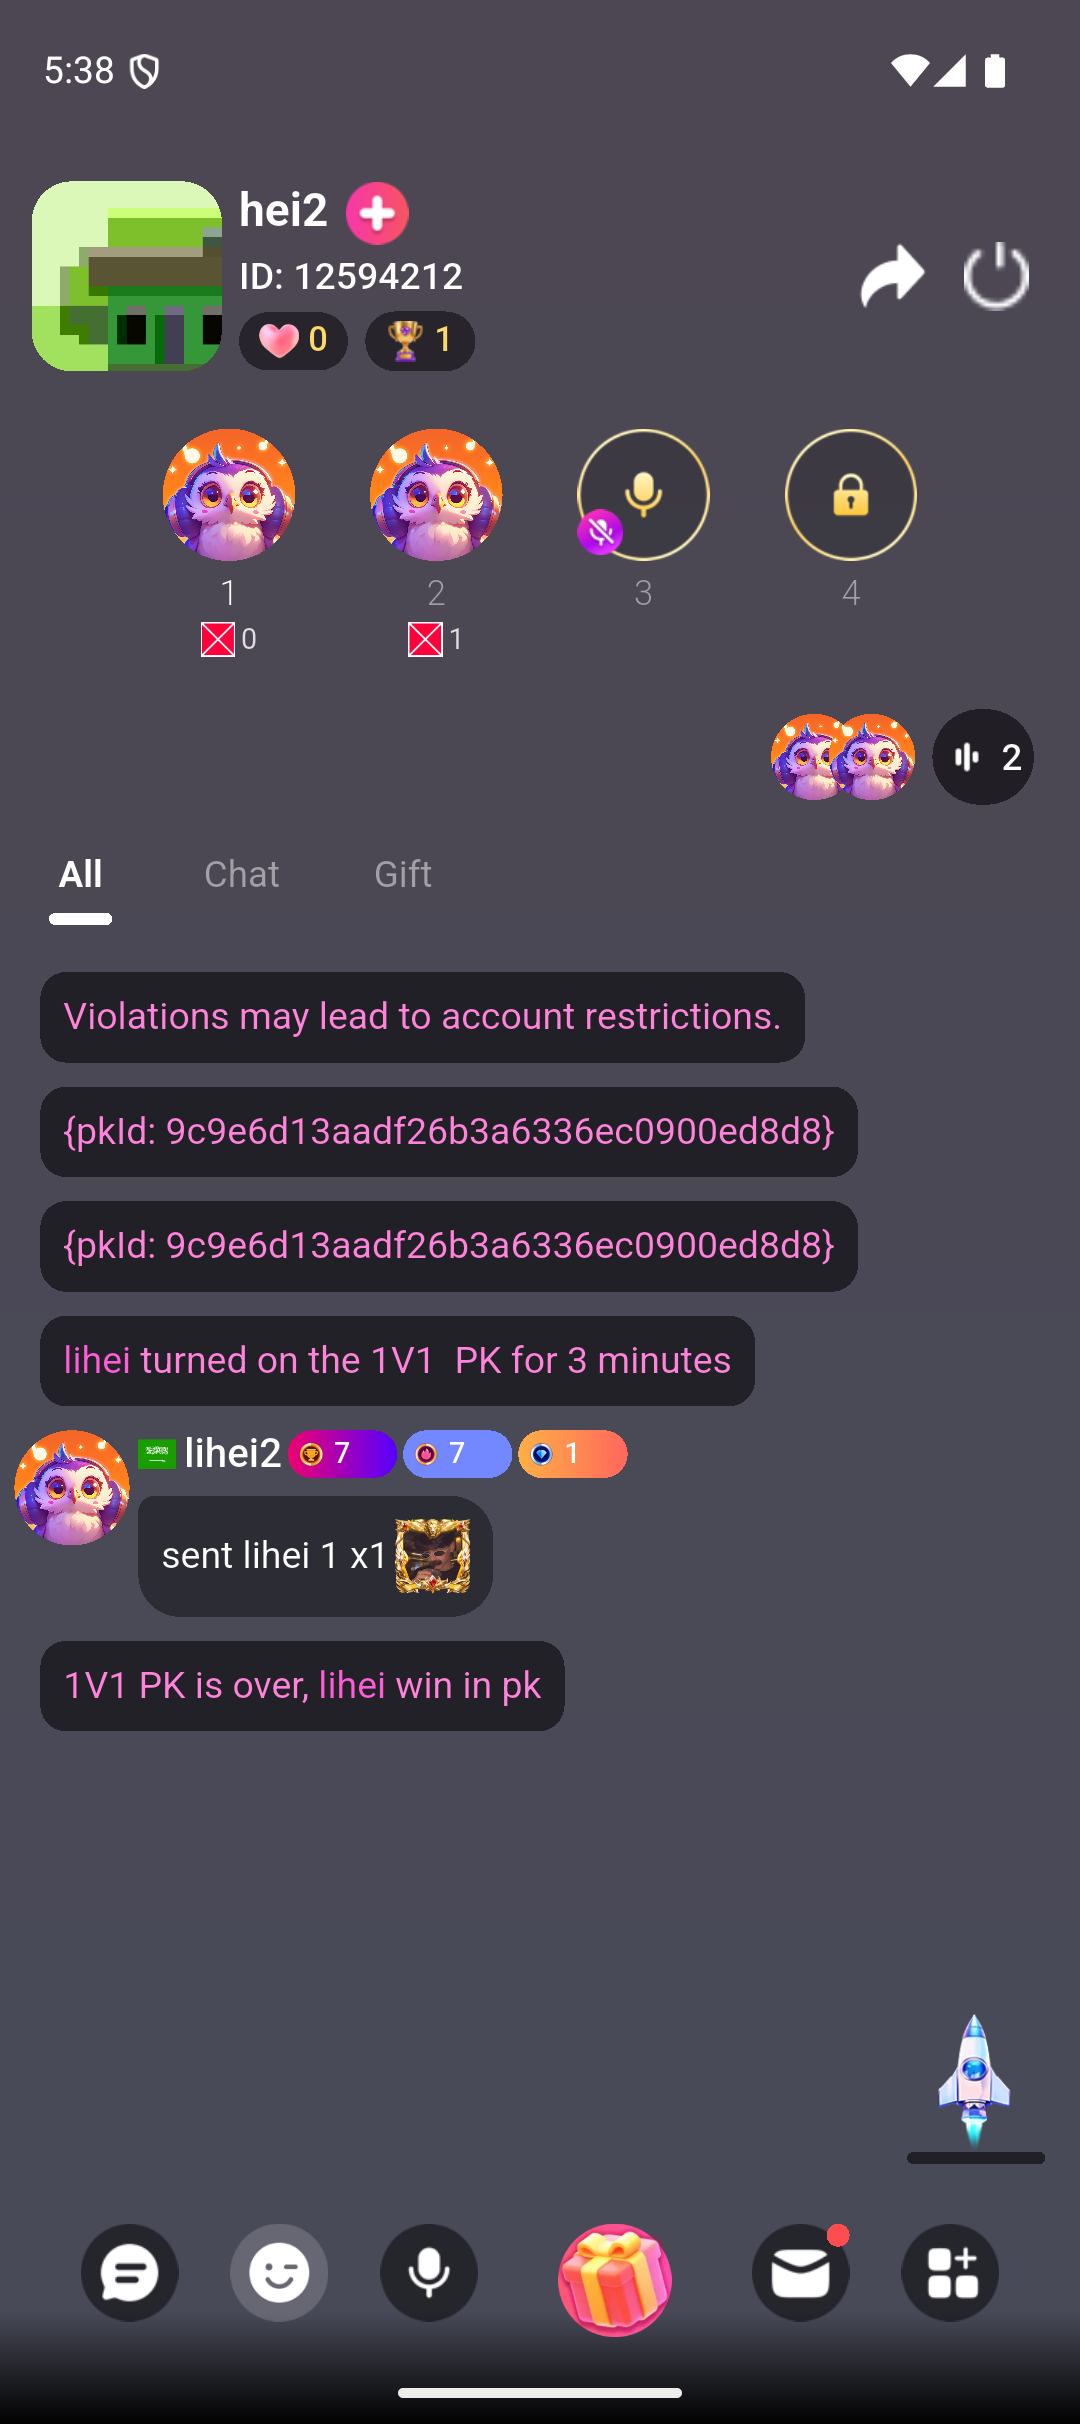 5:38
hei2
ID: 12594212
0
1
1
2
3
4
0
1
2
All
Chat
Gift
Violations may lead to account restrictions.
{pkId: 9c9e6d13aadf26b3a6336ec0900ed8d8}
{pkId: 9c9e6d13aadf26b3a6336ec0900ed8d8}
lihei turned on the 1V1  PK for 3 minutes
lihei2 7 7 1
sent lihei 1 x1
1V1 PK is over, lihei win in pk